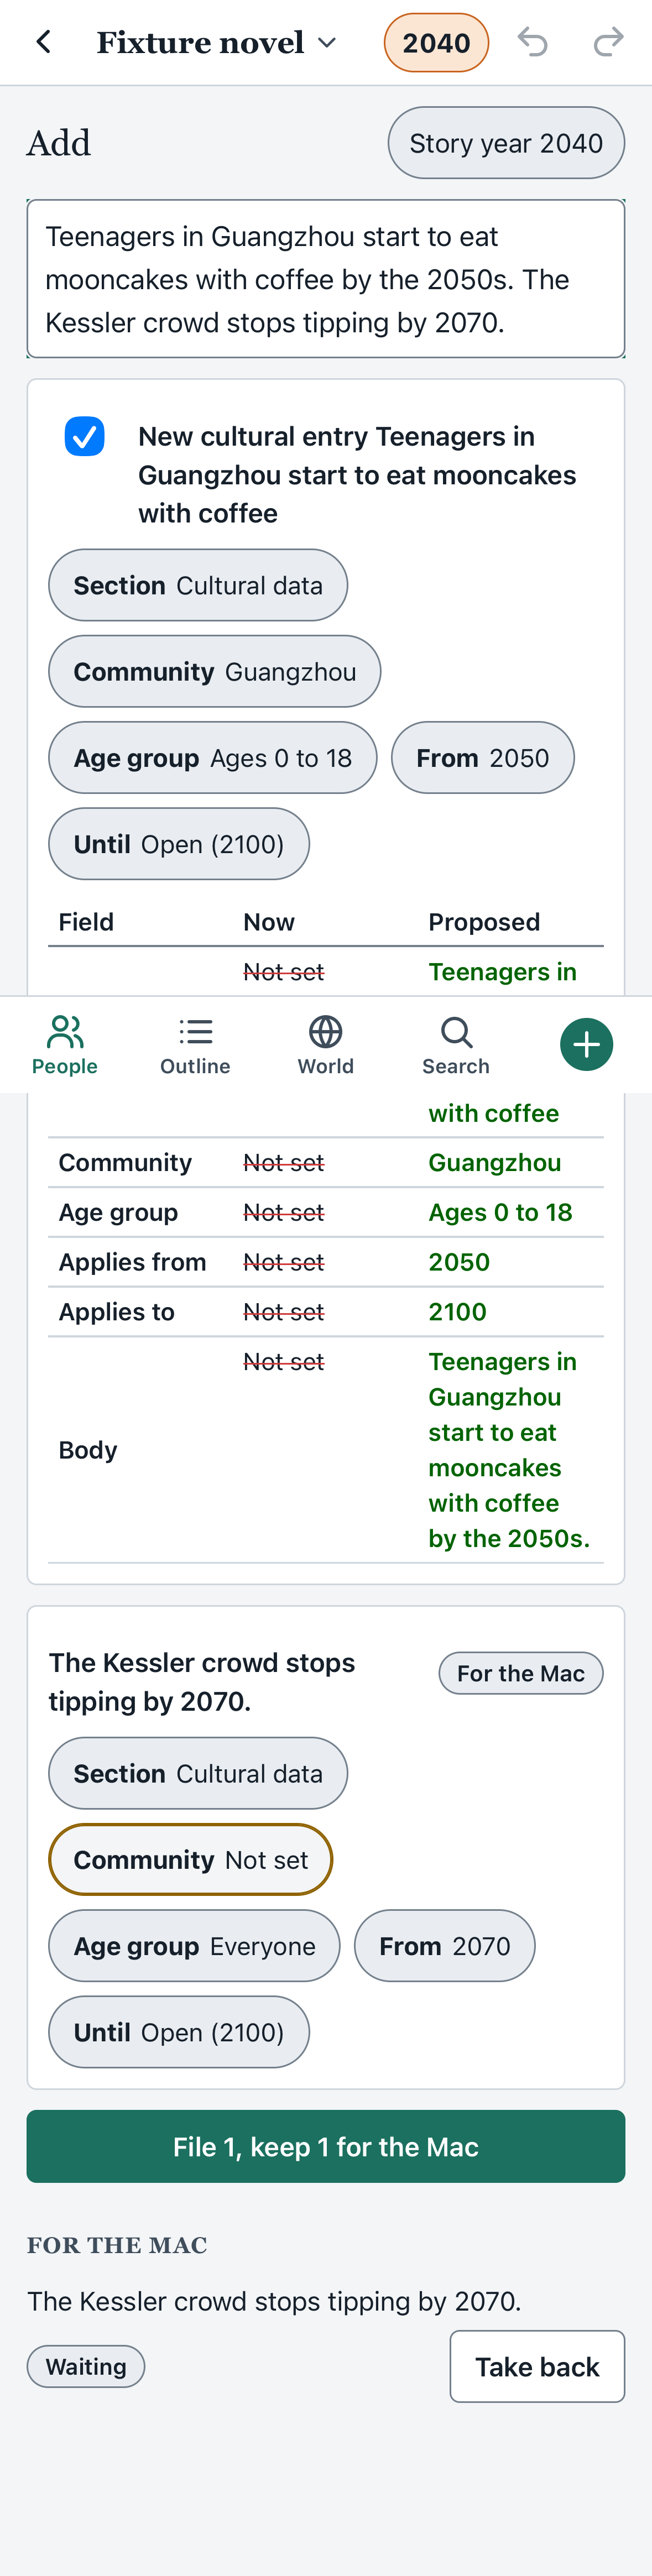 Fixture novel
2040
Add
Story year 2040
Teenagers in Guangzhou start to eat
mooncakes with coffee by the 2050s. The
Kessler crowd stops tipping by 2070.
New cultural entry Teenagers in
Guangzhou start to eat mooncakes
with coffee
Section Cultural data
Community Guangzhou
Age group Ages 0 to 18
From 2050
Until Open (2100)
Field Now Proposed
Not set Teenagers in
People Outline World Search
with coffee
Community Not set Guangzhou
Age group Not set Ages 0 to 18
Applies from Not set 2050
Applies to Not set 2100
Body Not set Teenagers in
Guangzhou
start to eat
mooncakes
with coffee
by the 2050s.
The Kessler crowd stops
tipping by 2070.
For the Mac
Section Cultural data
Community Not set
Age group Everyone
From 2070
Until Open (2100)
File 1, keep 1 for the Mac
FOR THE MAC
The Kessler crowd stops tipping by 2070.
Waiting
Take back